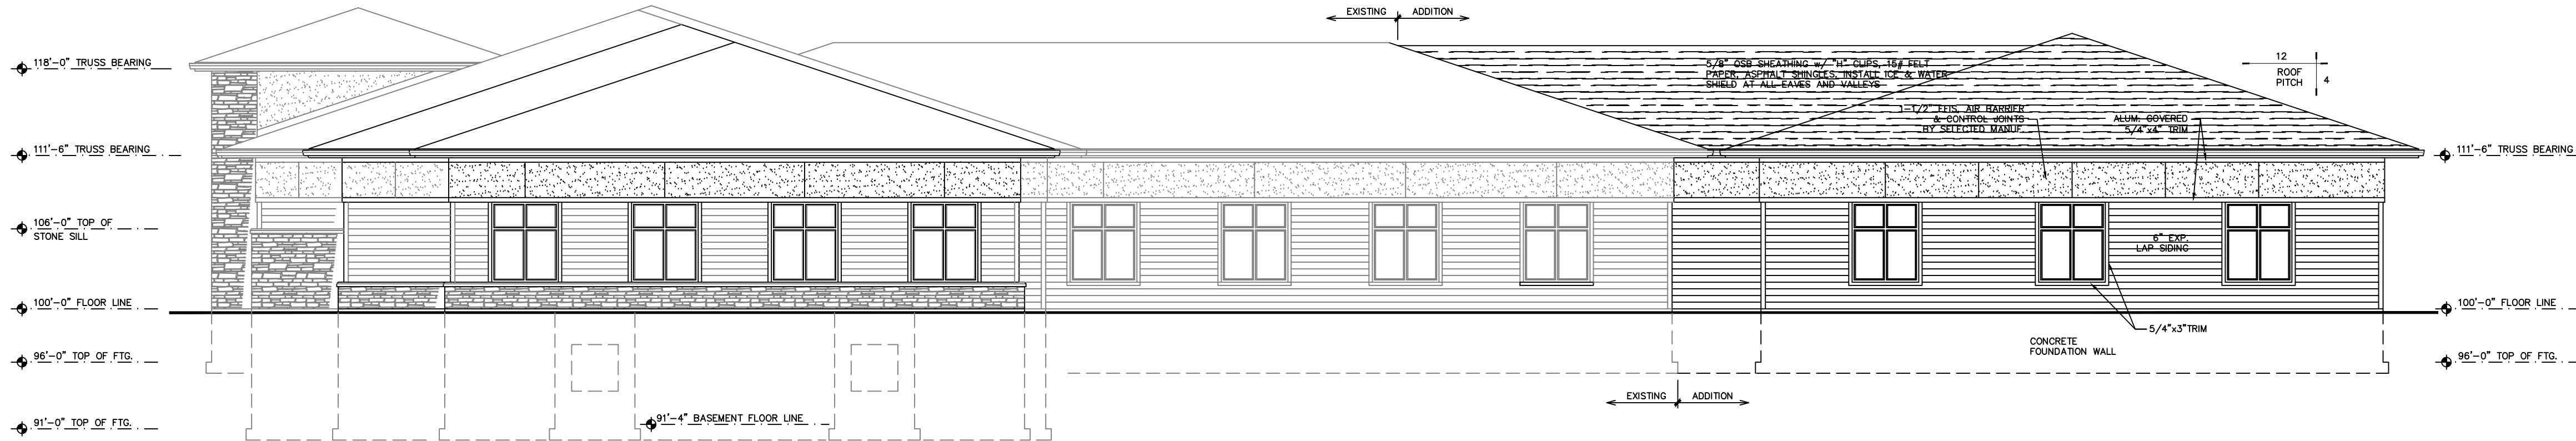 EXISTING ADDITION
118'-0" TRUSS BEARING
12
ROOF
PITCH 4
5/8" OSB SHEATHING w/ "H" CLIPS, 15# FELT
PAPER, ASPHALT SHINGLES, INSTALL ICE & WATER
SHIELD AT ALL EAVES AND VALLEYS
1-1/2" EFIS, AIR BARRIER
& CONTROL JOINTS
BY SELECTED MANUF.
ALUM. COVERED
5/4"x4" TRIM
111'-6" TRUSS BEARING
111'-6" TRUSS BEARING
106'-0" TOP OF
STONE SILL
6" EXP.
LAP SIDING
100'-0" FLOOR LINE
100'-0" FLOOR LINE
5/4"x3"TRIM
CONCRETE
FOUNDATION WALL
96'-0" TOP OF FTG.
96'-0" TOP OF FTG.
EXISTING ADDITION
91'-4" BASEMENT FLOOR LINE
91'-0" TOP OF FTG.